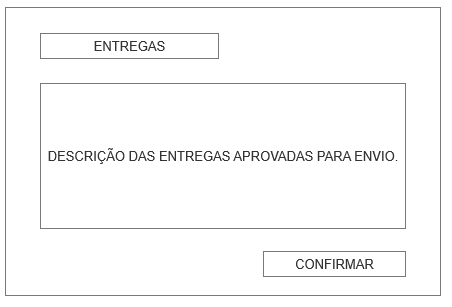 ENTREGAS
DESCRIÇÃO DAS ENTREGAS APROVADAS PARA ENVIO.
CONFIRMAR